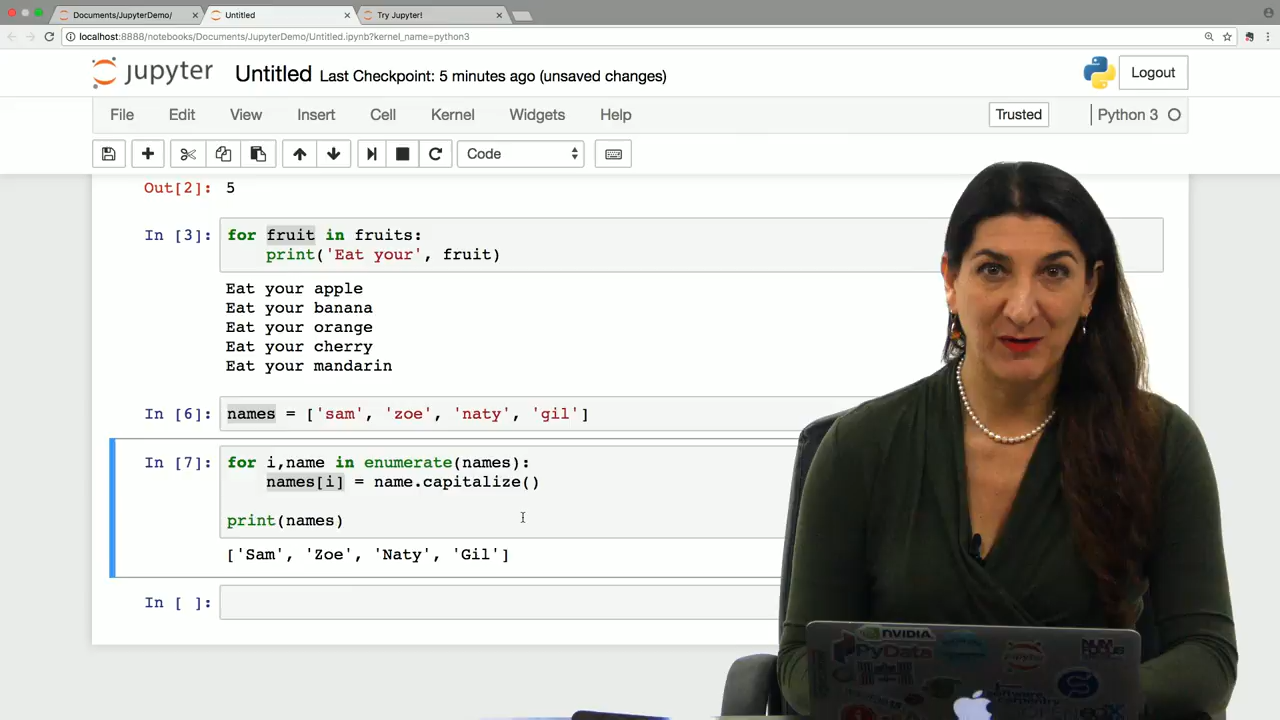 Documents/JupyterDemo/
Untitled
Try Jupyter!
localhost:8888/notebooks/Documents/JupyterDemo/Untitled.ipynb?kernel_name=python3
jupyter Untitled Last Checkpoint: 5 minutes ago (unsaved changes)
Logout
File Edit View Insert Cell Kernel Widgets Help
Trusted
Python 3
Code
Out[2]: 5
In [3]: for fruit in fruits:
print('Eat your', fruit)
Eat your apple
Eat your banana
Eat your orange
Eat your cherry
Eat your mandarin
In [6]: names = ['sam', 'zoe', 'naty', 'gil']
In [7]: for i,name in enumerate(names):
names[i] = name.capitalize()
print(names)
['Sam', 'Zoe', 'Naty', 'Gil']
In [ ]:
NVIDIA
PyData